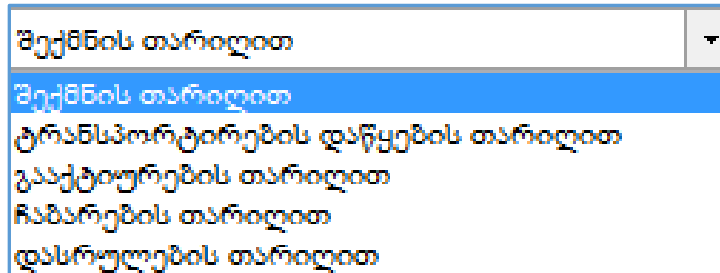 შექმნის თარიღით
შექმნის თარიღით
ტრანსპორტირების დაწყების თარიღით
გააქტიურების თარიღით
ჩაბარების თარიღით
დასრულების თარიღით